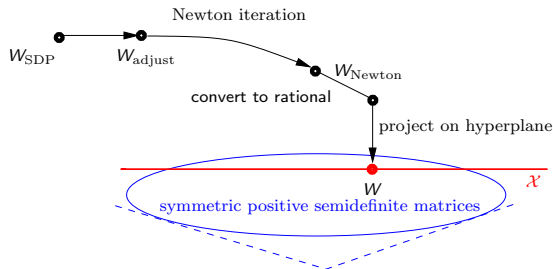 Newton iteration
W_SDP
W_adjust
W_Newton
convert to rational
project on hyperplane
W
𝒳
symmetric positive semidefinite matrices